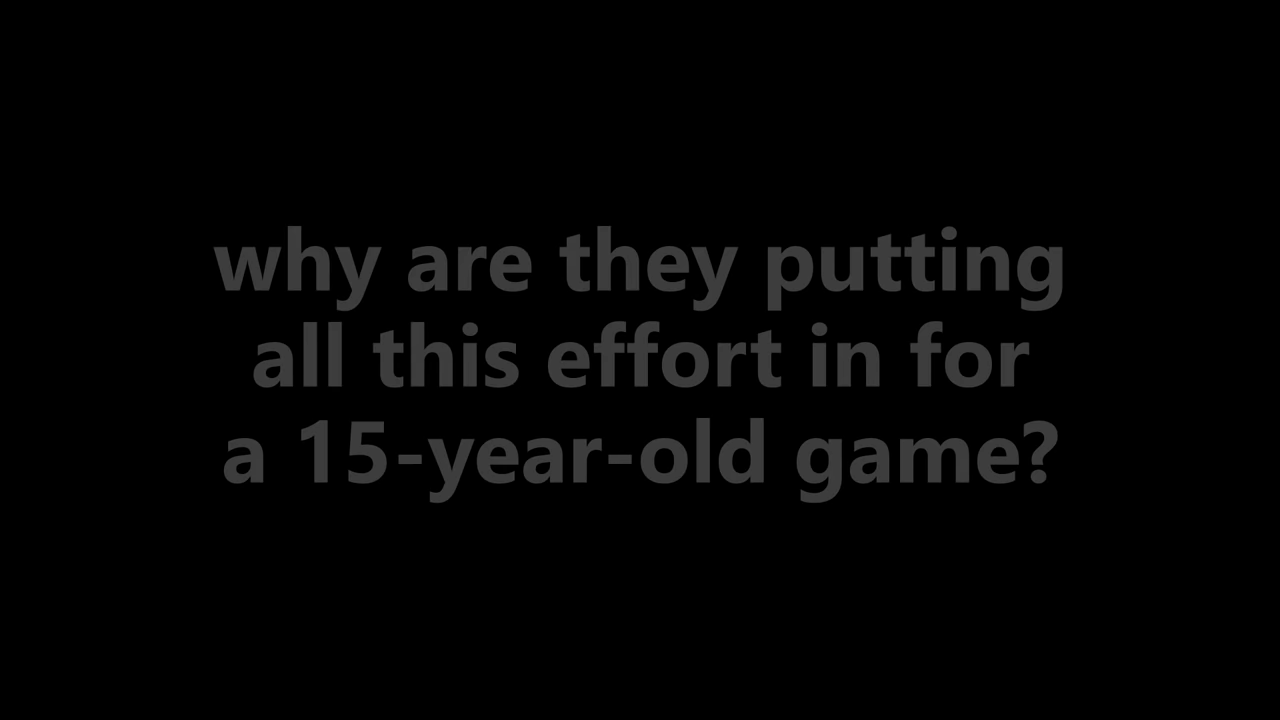 why are they putting
all this effort in for
a 15-year-old game?